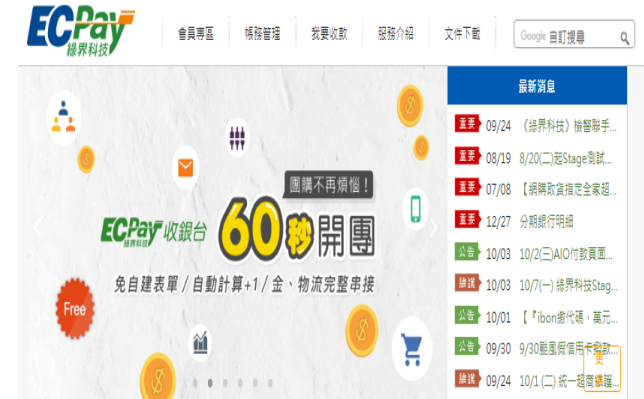 ECPay
綠界科技
會員專區 帳務管理 我要收款 服務介紹 文件下載
Google 自訂搜尋
最新消息
重要 09/24 《綠界科技》檢警聯手...
重要 08/19 8/20(二)起Stage測試...
重要 07/08 【網購取貨指定全家超...
重要 12/27 分期銀行明細
公告 10/03 10/2(三)AIO付款頁面...
維護 10/03 10/7(一) 綠界科技Stag...
公告 10/01 【『ibon繳代碼，萬元...
公告 09/30 9/30颱風假信用卡撥款...
維護 09/24 10/1 (二) 統一超商維護...
更
團購不再煩惱！
ECPay 收銀台 60秒開團
綠界科技
免自建表單 / 自動計算+1 / 金、物流完整串接
Free